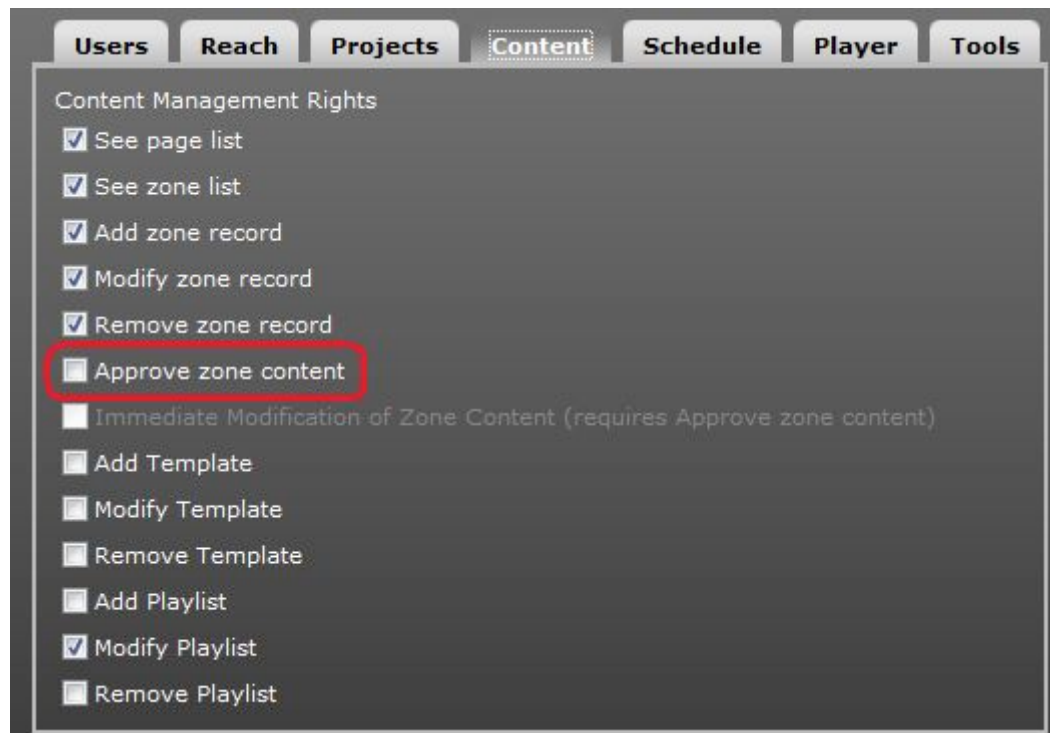 Users Reach Projects Content Schedule Player Tools
Content Management Rights
See page list
See zone list
Add zone record
Modify zone record
Remove zone record
Approve zone content
Immediate Modification of Zone Content (requires Approve zone content)
Add Template
Modify Template
Remove Template
Add Playlist
Modify Playlist
Remove Playlist